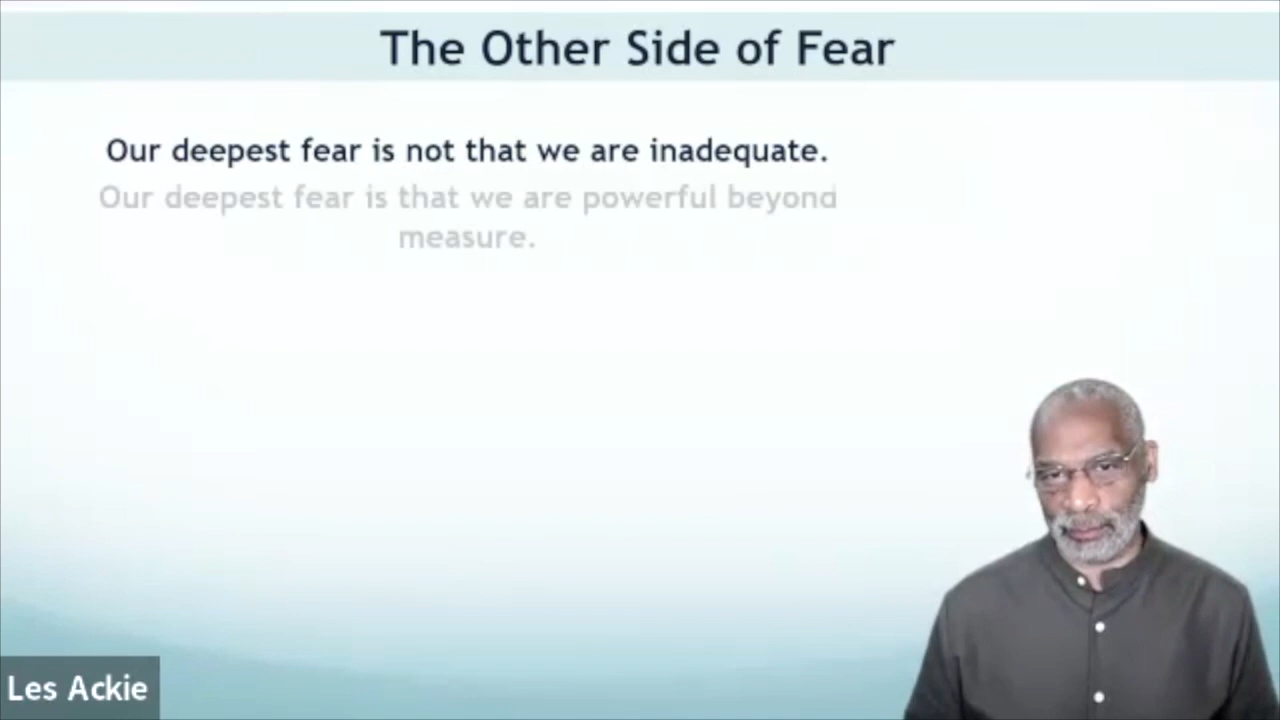 The Other Side of Fear
Our deepest fear is not that we are inadequate.
Our deepest fear is that we are powerful beyond
measure.
Les Ackie